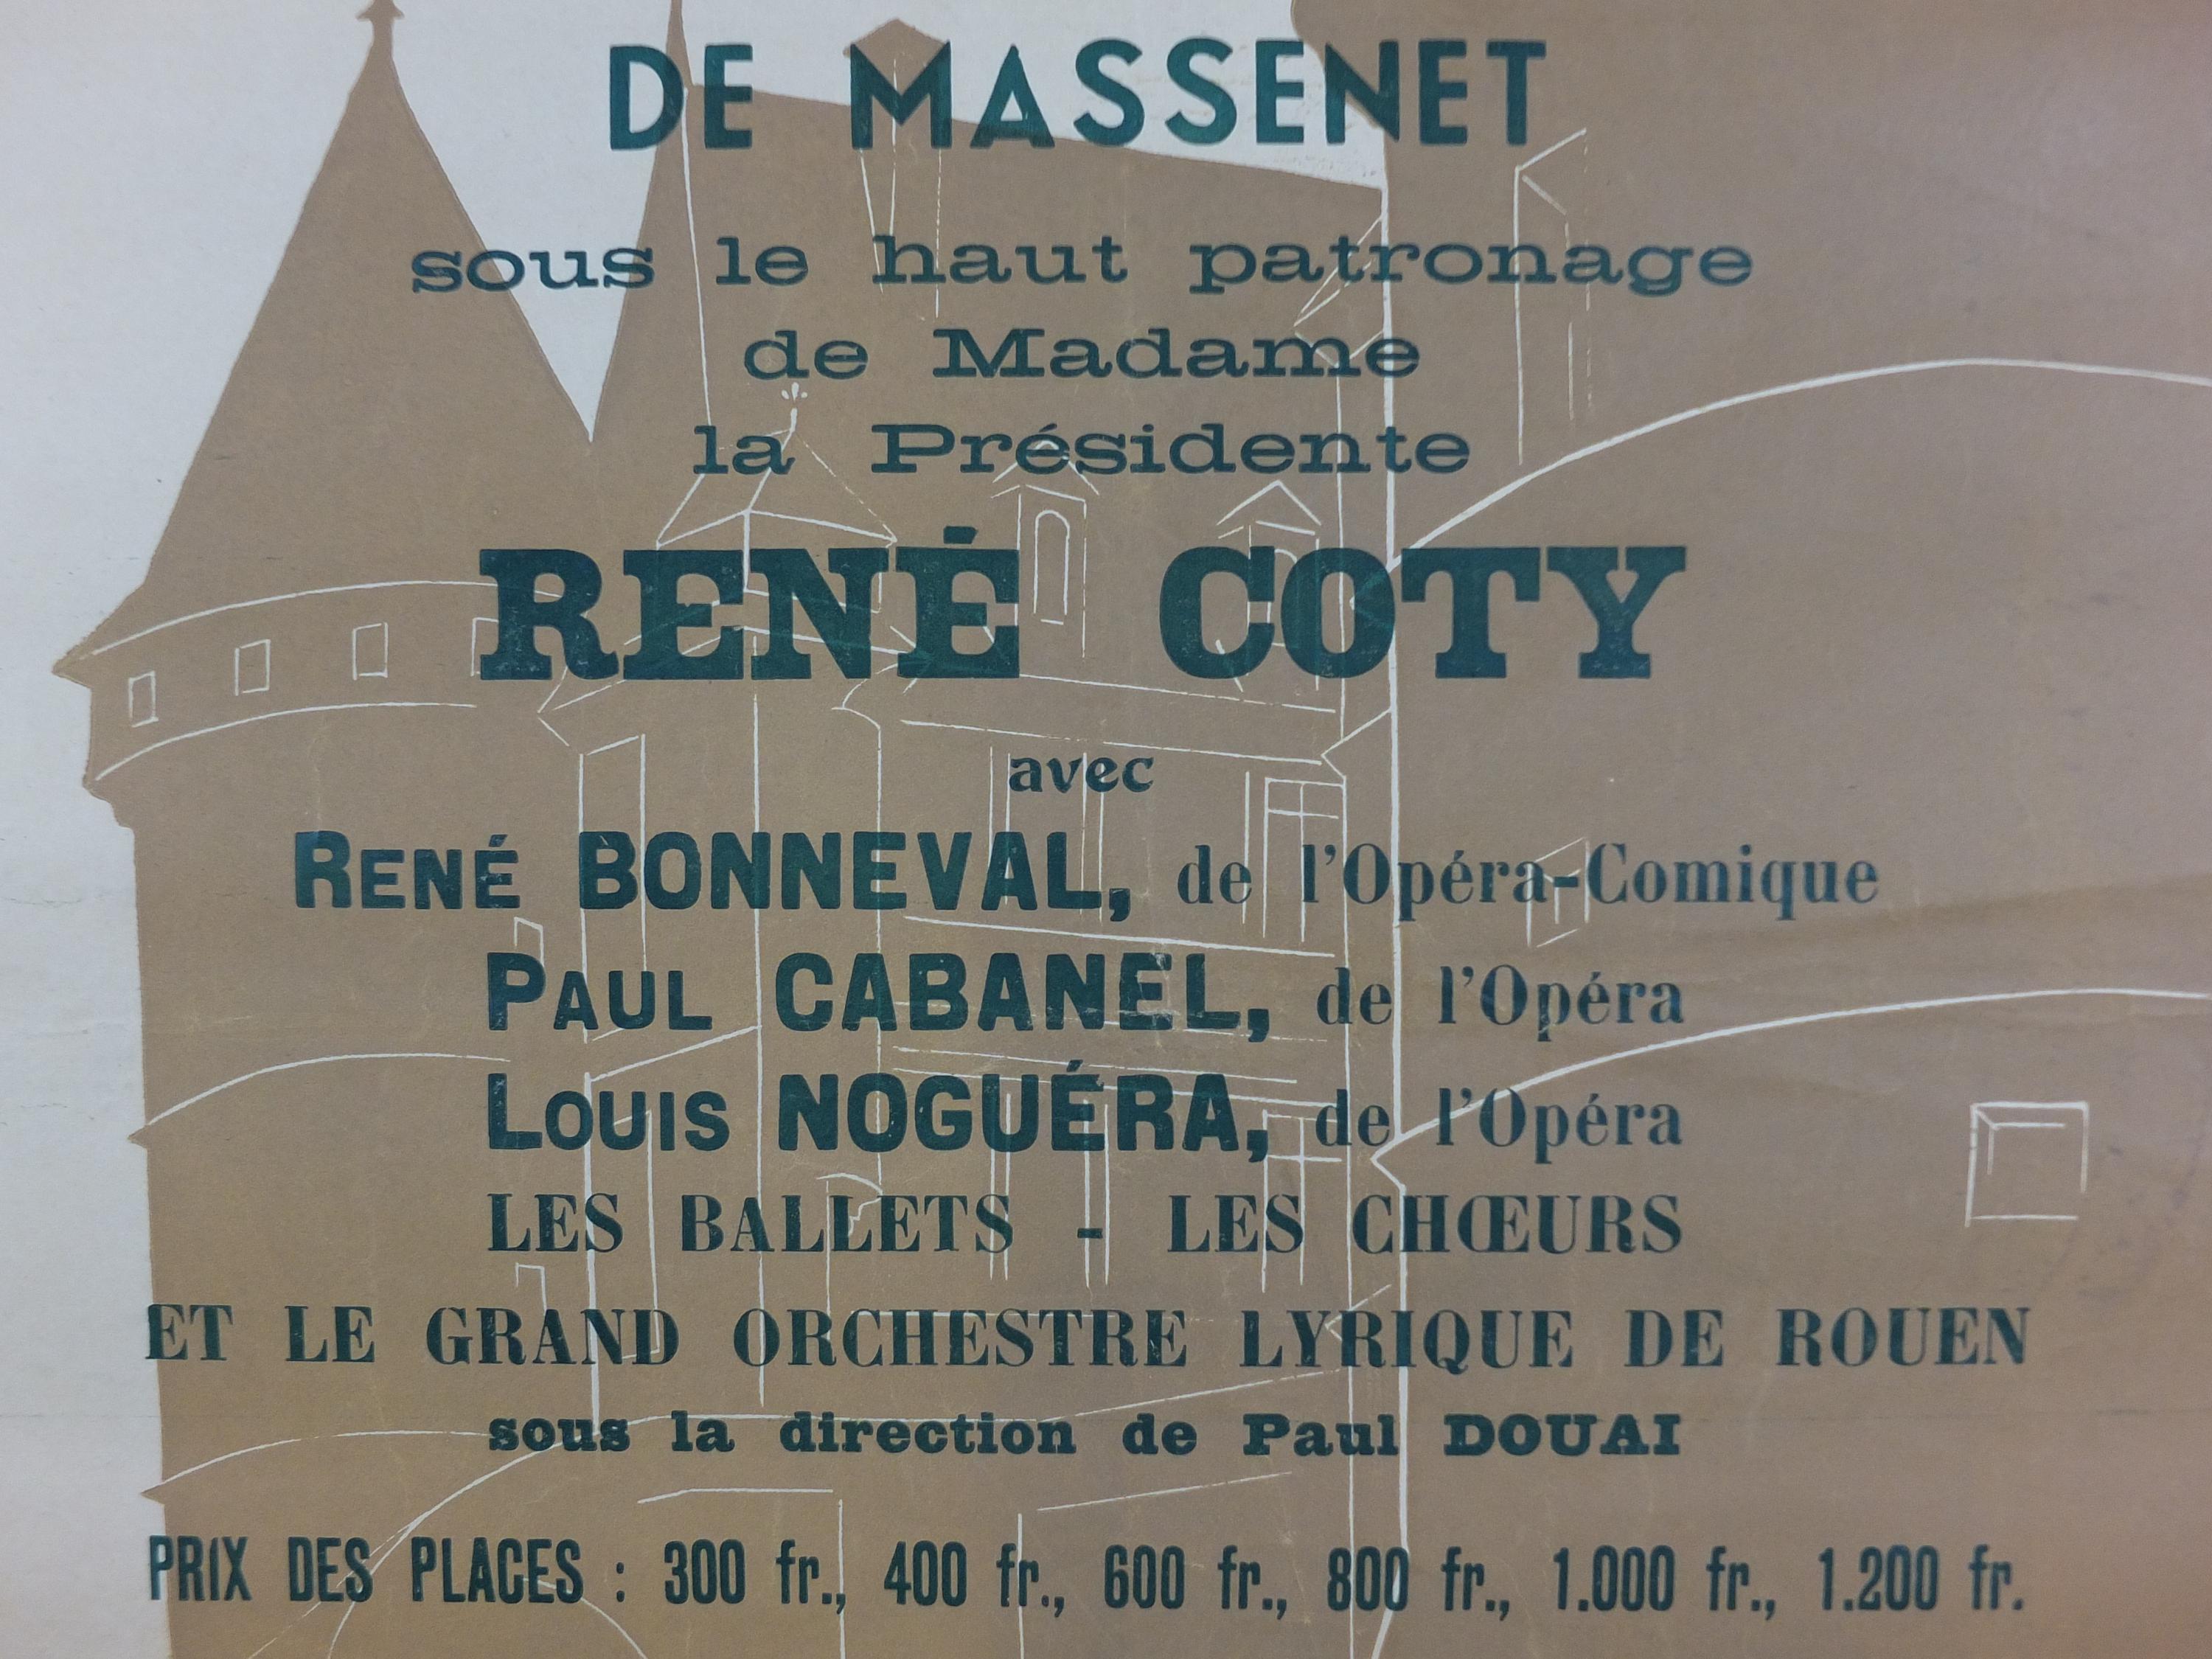 DE MASSENET
sous le haut patronage
de Madame
la Présidente
RENÉ COTY
avec
RENÉ BONNEVAL, de l'Opéra-Comique
PAUL CABANEL, de l'Opéra
LOUIS NOGUÉRA, de l'Opéra
LES BALLETS - LES CHŒURS
ET LE GRAND ORCHESTRE LYRIQUE DE ROUEN
sous la direction de Paul DOUAI
PRIX DES PLACES : 300 fr., 400 fr., 600 fr., 800 fr., 1.000 fr., 1.200 fr.